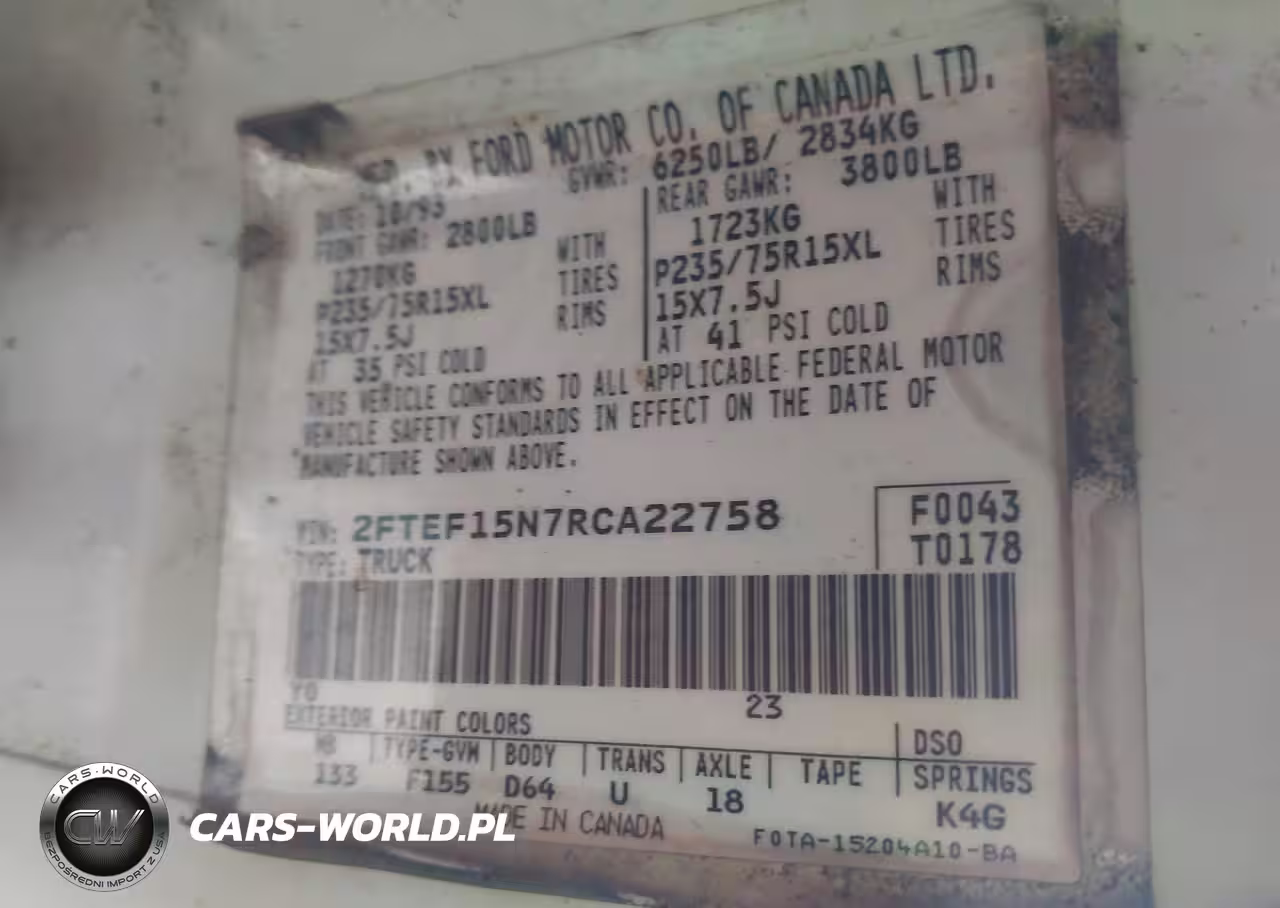 FORD MOTOR CO. OF CANADA LTD.
DATE: 10/93 GVWR: 6250LB/ 2834KG
FRONT GAWR: 2800LB
1270KG WITH
P235/75R15XL TIRES
15X7.5J RIMS
AT 35 PSI COLD
REAR GAWR: 3800LB
1723KG WITH
P235/75R15XL TIRES
15X7.5J RIMS
AT 41 PSI COLD
THIS VEHICLE CONFORMS TO ALL APPLICABLE FEDERAL MOTOR
VEHICLE SAFETY STANDARDS IN EFFECT ON THE DATE OF
MANUFACTURE SHOWN ABOVE.
VIN: 2FTEF15N7RCA22758
TYPE: TRUCK
F0043
T0178
YO 23
EXTERIOR PAINT COLORS DSO
WB TYPE-GVW BODY TRANS AXLE TAPE SPRINGS
133 F155 D64 U 18 K4G
MADE IN CANADA
F0TA-15204A10-BA
CARS-WORLD
CW
BEZPOŚREDNI IMPORT Z USA
CARS-WORLD.PL